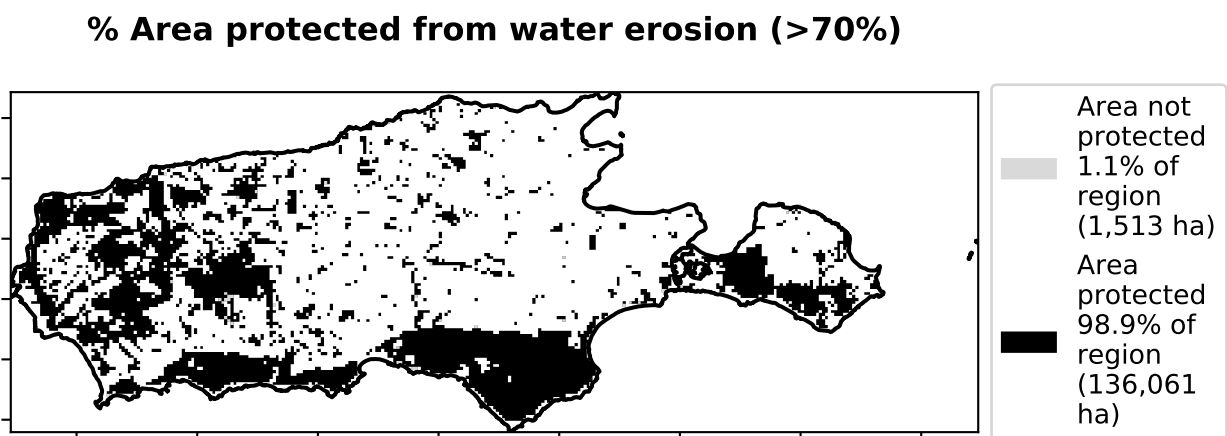 % Area protected from water erosion (>70%)
Area not
protected
1.1% of
region
(1,513 ha)
Area
protected
98.9% of
region
(136,061
ha)